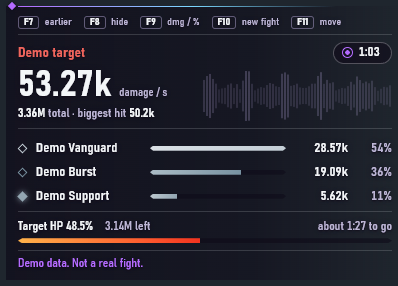 F7 earlier F8 hide F9 dmg / % F10 new fight F11 move
Demo target 1:03
53.27k damage / s
3.36M total · biggest hit 50.2k
Demo Vanguard 28.57k 54%
Demo Burst 19.09k 36%
Demo Support 5.62k 11%
Target HP 48.5% 3.14M left about 1:27 to go
Demo data. Not a real fight.